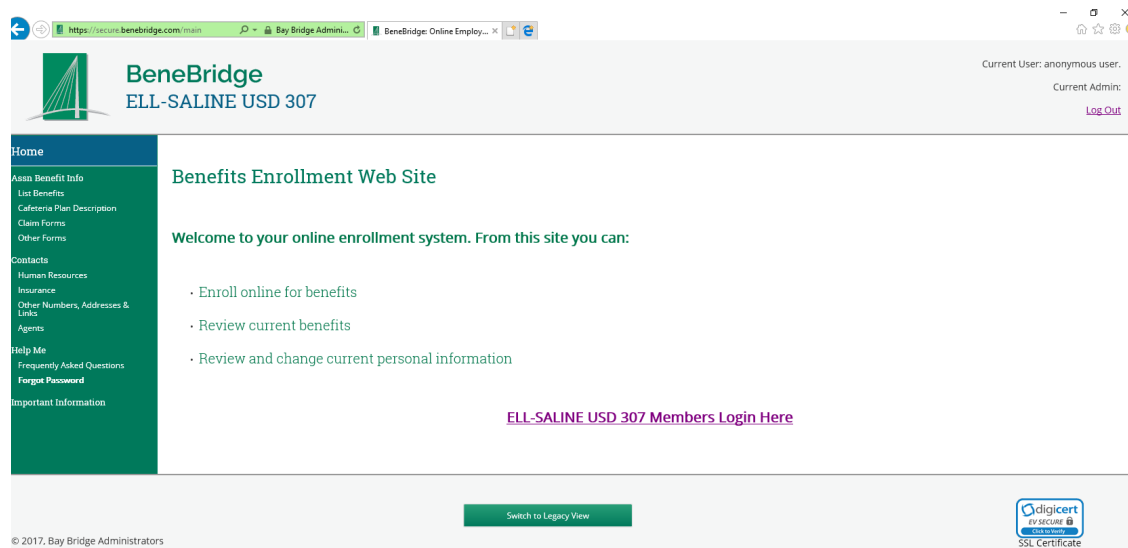 https://secure.benebridge.com/main
Bay Bridge Admini...
BeneBridge: Online Employ...
BeneBridge
ELL-SALINE USD 307
Current User: anonymous user.
Current Admin:
Log Out
Home
Assn Benefit Info
List Benefits
Cafeteria Plan Description
Claim Forms
Other Forms
Contacts
Human Resources
Insurance
Other Numbers, Addresses &
Links
Agents
Help Me
Frequently Asked Questions
Forgot Password
Important Information
Benefits Enrollment Web Site
Welcome to your online enrollment system. From this site you can:
• Enroll online for benefits
• Review current benefits
• Review and change current personal information
ELL-SALINE USD 307 Members Login Here
Switch to Legacy View
© 2017, Bay Bridge Administrators
digicert
EV SECURE
Click to Verify
SSL Certificate